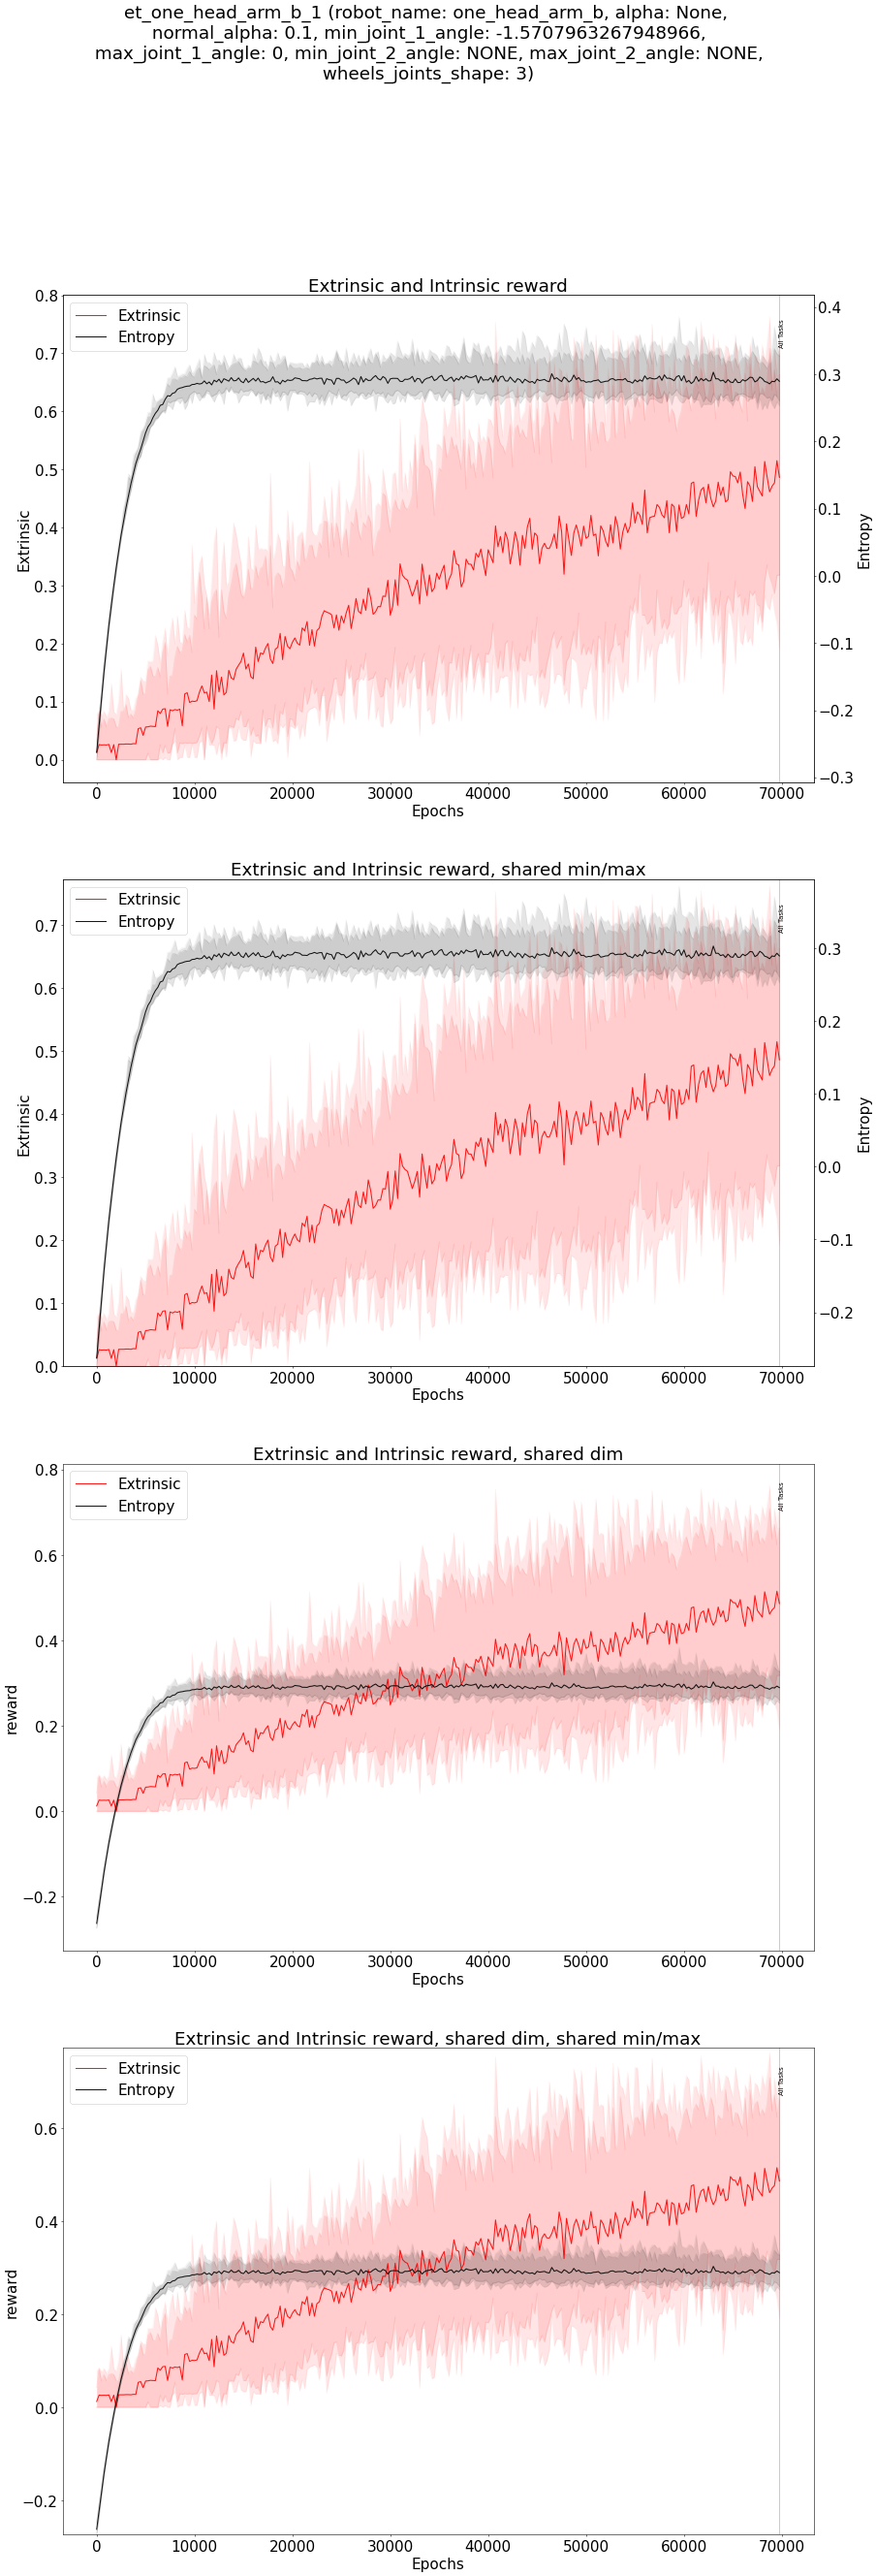 et_one_head_arm_b_1 (robot_name: one_head_arm_b, alpha: None,
normal_alpha: 0.1, min_joint_1_angle: -1.5707963267948966,
max_joint_1_angle: 0, min_joint_2_angle: NONE, max_joint_2_angle: NONE,
wheels_joints_shape: 3)
Extrinsic and Intrinsic reward
Extrinsic
Entropy
All Tasks
0.8
0.7
0.6
0.5
0.4
0.3
0.2
0.1
0.0
Extrinsic
0.4
0.3
0.2
0.1
0.0
−0.1
−0.2
−0.3
Entropy
0 10000 20000 30000 40000 50000 60000 70000
Epochs
Extrinsic and Intrinsic reward, shared min/max
Extrinsic
Entropy
All Tasks
0.7
0.6
0.5
0.4
0.3
0.2
0.1
0.0
Extrinsic
0.3
0.2
0.1
0.0
−0.1
−0.2
Entropy
0 10000 20000 30000 40000 50000 60000 70000
Epochs
Extrinsic and Intrinsic reward, shared dim
Extrinsic
Entropy
All Tasks
0.8
0.6
0.4
0.2
0.0
−0.2
reward
0 10000 20000 30000 40000 50000 60000 70000
Epochs
Extrinsic and Intrinsic reward, shared dim, shared min/max
Extrinsic
Entropy
All Tasks
0.6
0.4
0.2
0.0
−0.2
reward
0 10000 20000 30000 40000 50000 60000 70000
Epochs